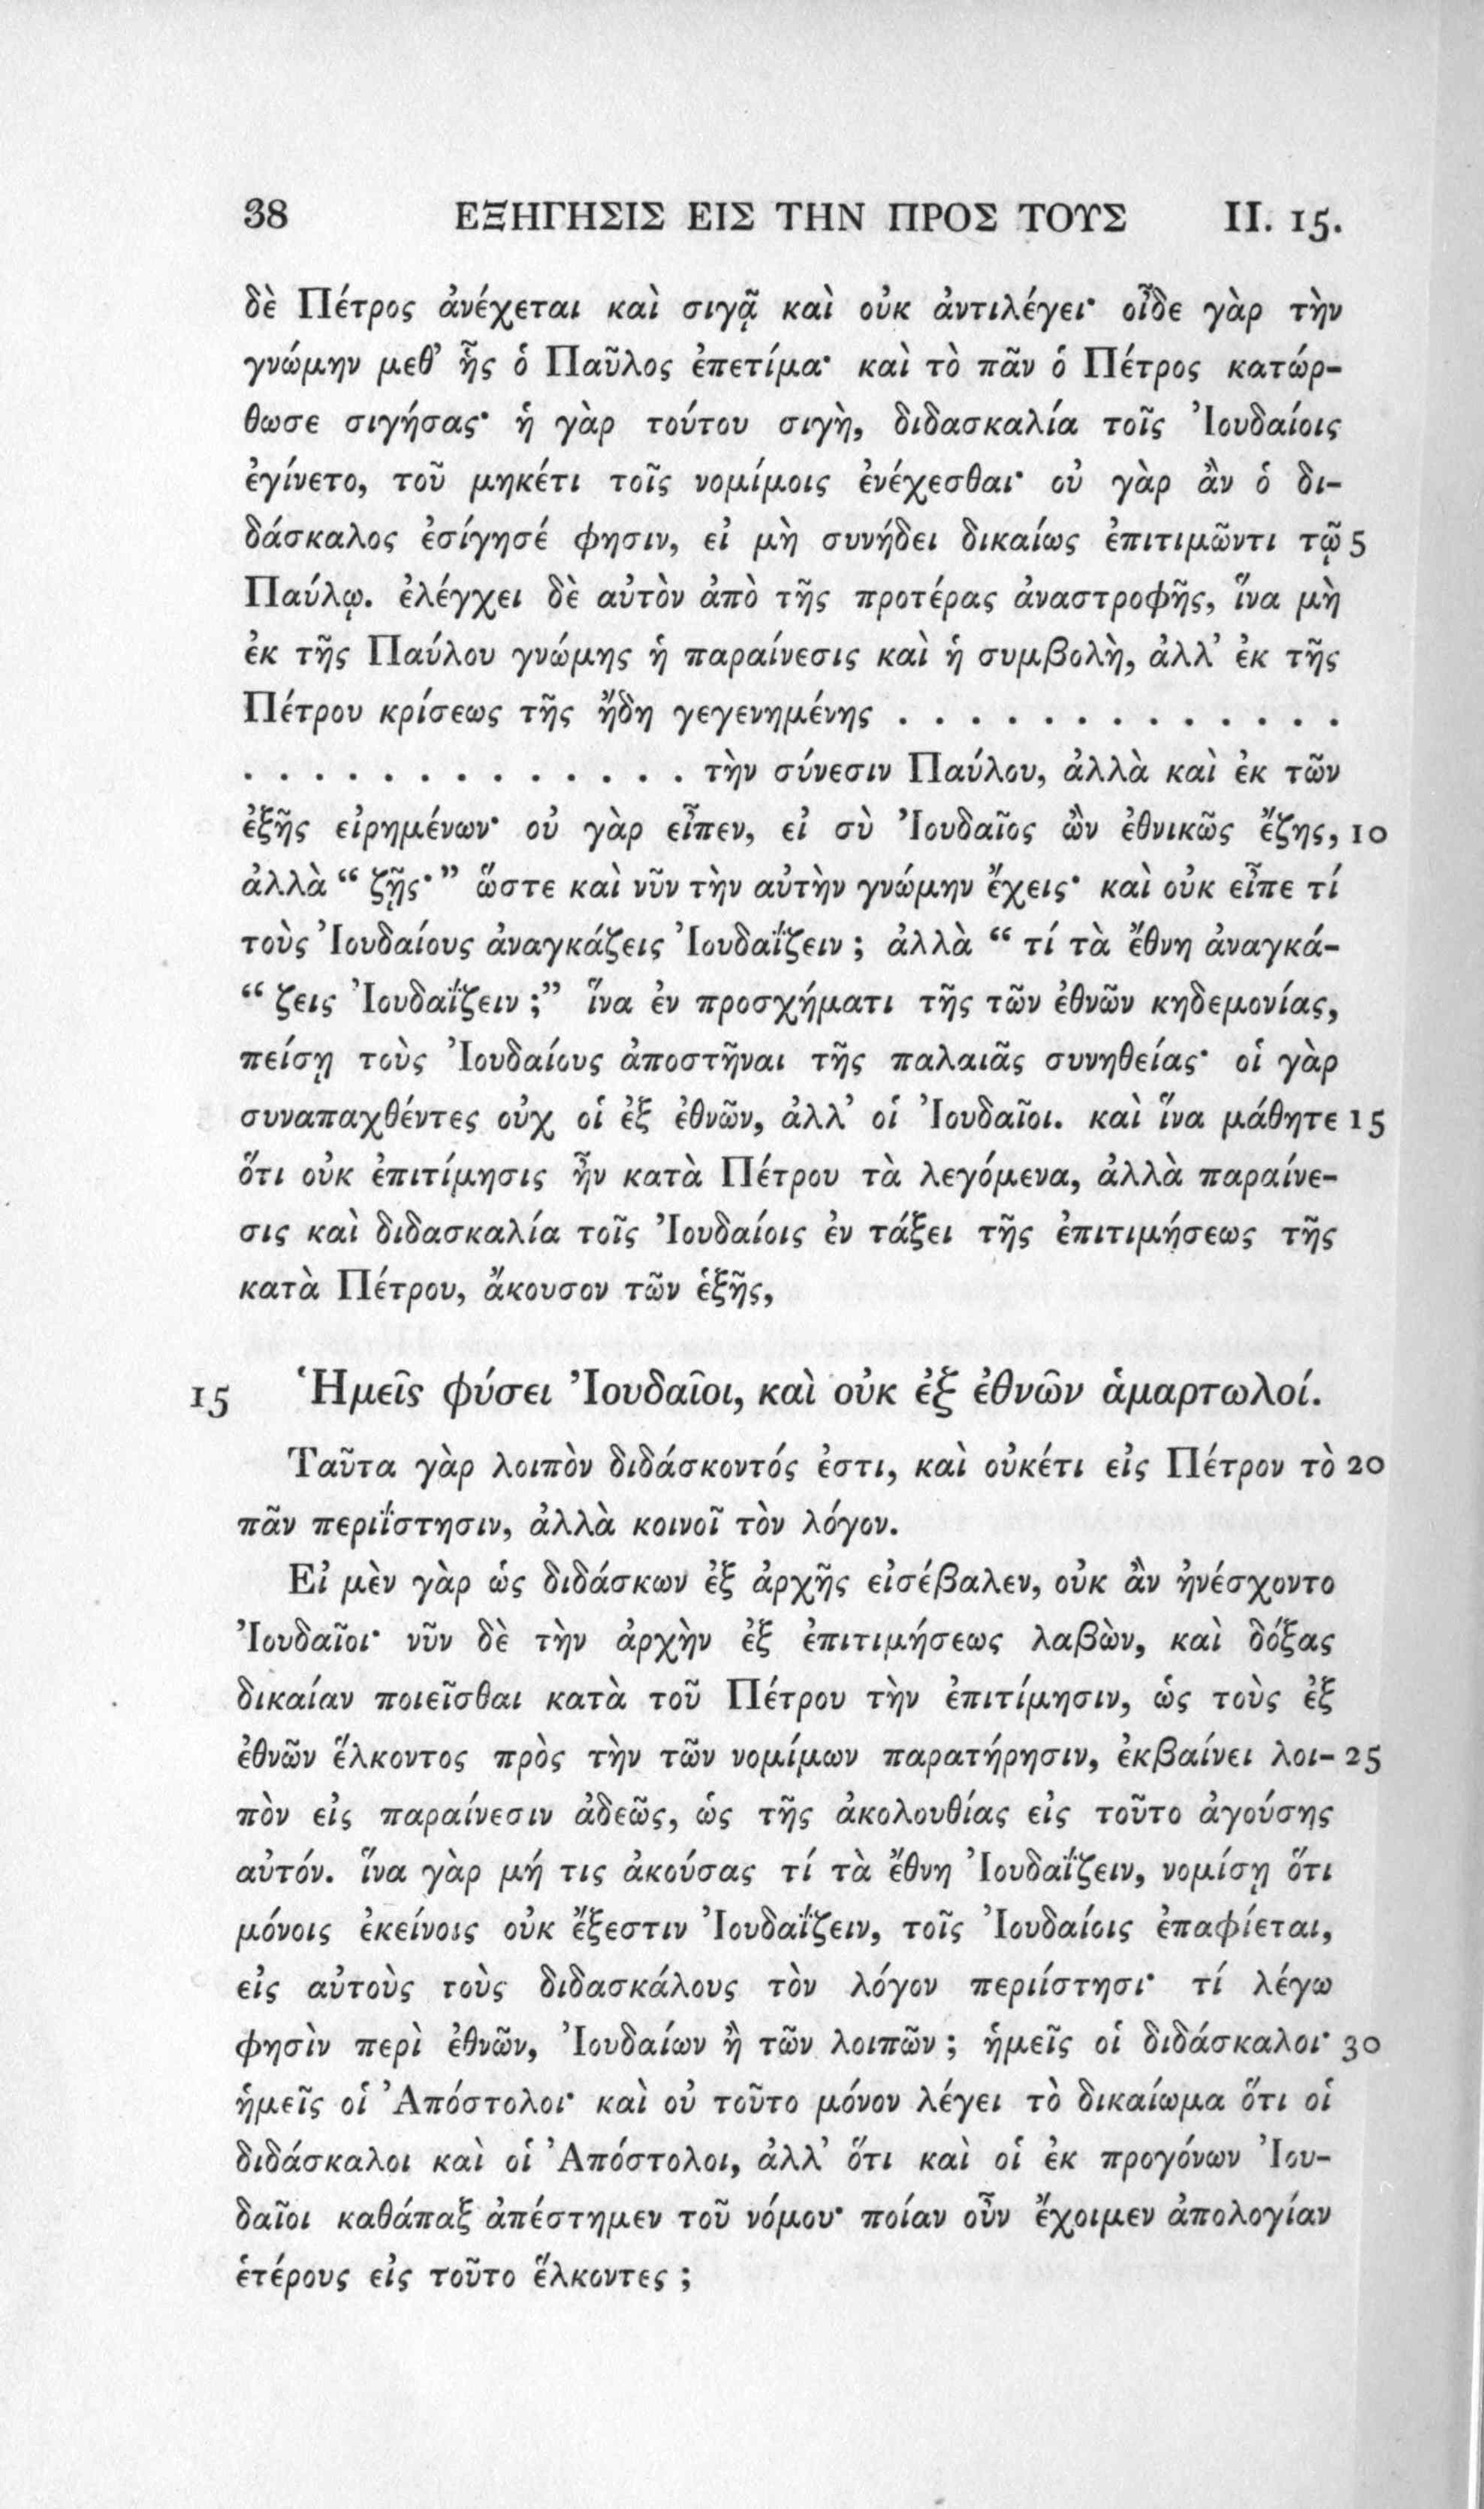 38 ΕΞΗΓΗΣΙΣ ΕΙΣ ΤΗΝ ΠΡΟΣ ΤΟΥΣ II. 15.
δὲ Πέτρος ἀνέχεται καὶ σιγᾷ καὶ οὐκ ἀντιλέγει· οἶδε γὰρ τὴν
γνώμην μεθ’ ἧς ὁ Παῦλος ἐπετίμα· καὶ τὸ πᾶν ὁ Πέτρος κατώρ-
θωσε σιγήσας· ἡ γὰρ τούτου σιγὴ, διδασκαλία τοῖς Ἰουδαίοις
ἐγίνετο, τοῦ μηκέτι τοῖς νομίμοις ἐνέχεσθαι· οὐ γὰρ ἂν ὁ δι-
δάσκαλος ἐσίγησέ φησιν, εἰ μὴ συνήδει δικαίως ἐπιτιμῶντι τῷ 5
Παύλῳ. ἐλέγχει δὲ αὐτὸν ἀπὸ τῆς προτέρας ἀναστροφῆς, ἵνα μὴ
ἐκ τῆς Παύλου γνώμης ἡ παραίνεσις καὶ ἡ συμβολὴ, ἀλλ’ ἐκ τῆς
Πέτρου κρίσεως τῆς ἤδη γεγενημένης . . . . . . . . . . . . .
. . . . . . . . . . . . . τὴν σύνεσιν Παύλου, ἀλλὰ καὶ ἐκ τῶν
ἐξῆς εἰρημένων· οὐ γὰρ εἶπεν, εἰ σὺ Ἰουδαῖος ὢν ἐθνικῶς ἔζης, 10
ἀλλὰ “ ζῇς·” ὥστε καὶ νῦν τὴν αὐτὴν γνώμην ἔχεις· καὶ οὐκ εἶπε τί
τοὺς Ἰουδαίους ἀναγκάζεις Ἰουδαΐζειν ; ἀλλὰ “ τί τὰ ἔθνη ἀναγκά-
“ ζεις Ἰουδαΐζειν ;” ἵνα ἐν προσχήματι τῆς τῶν ἐθνῶν κηδεμονίας,
πείσῃ τοὺς Ἰουδαίους ἀποστῆναι τῆς παλαιᾶς συνηθείας· οἱ γὰρ
συναπαχθέντες οὐχ οἱ ἐξ ἐθνῶν, ἀλλ’ οἱ Ἰουδαῖοι. καὶ ἵνα μάθητε 15
ὅτι οὐκ ἐπιτίμησις ἦν κατὰ Πέτρου τὰ λεγόμενα, ἀλλὰ παραίνε-
σις καὶ διδασκαλία τοῖς Ἰουδαίοις ἐν τάξει τῆς ἐπιτιμήσεως τῆς
κατὰ Πέτρου, ἄκουσον τῶν ἑξῆς,
15 Ἡμεῖς φύσει Ἰουδαῖοι, καὶ οὐκ ἐξ ἐθνῶν ἁμαρτωλοί.
Ταῦτα γὰρ λοιπὸν διδάσκοντός ἐστι, καὶ οὐκέτι εἰς Πέτρον τὸ 20
πᾶν περιΐστησιν, ἀλλὰ κοινοῖ τὸν λόγον.
Εἰ μὲν γὰρ ὡς διδάσκων ἐξ ἀρχῆς εἰσέβαλεν, οὐκ ἂν ἠνέσχοντο
Ἰουδαῖοι· νῦν δὲ τὴν ἀρχὴν ἐξ ἐπιτιμήσεως λαβὼν, καὶ δόξας
δικαίαν ποιεῖσθαι κατὰ τοῦ Πέτρου τὴν ἐπιτίμησιν, ὡς τοὺς ἐξ
ἐθνῶν ἕλκοντος πρὸς τὴν τῶν νομίμων παρατήρησιν, ἐκβαίνει λοι- 25
πὸν εἰς παραίνεσιν ἀδεῶς, ὡς τῆς ἀκολουθίας εἰς τοῦτο ἀγούσης
αὐτόν. ἵνα γὰρ μή τις ἀκούσας τί τὰ ἔθνη Ἰουδαΐζειν, νομίσῃ ὅτι
μόνοις ἐκείνοις οὐκ ἔξεστιν Ἰουδαΐζειν, τοῖς Ἰουδαίοις ἐπαφίεται,
εἰς αὐτοὺς τοὺς διδασκάλους τὸν λόγον περιίστησι· τί λέγω
φησὶν περὶ ἐθνῶν, Ἰουδαίων ἢ τῶν λοιπῶν ; ἡμεῖς οἱ διδάσκαλοι· 30
ἡμεῖς οἱ Ἀπόστολοι· καὶ οὐ τοῦτο μόνον λέγει τὸ δικαίωμα ὅτι οἱ
διδάσκαλοι καὶ οἱ Ἀπόστολοι, ἀλλ’ ὅτι καὶ οἱ ἐκ προγόνων Ἰου-
δαῖοι καθάπαξ ἀπέστημεν τοῦ νόμου· ποίαν οὖν ἔχοιμεν ἀπολογίαν
ἑτέρους εἰς τοῦτο ἕλκοντες ;